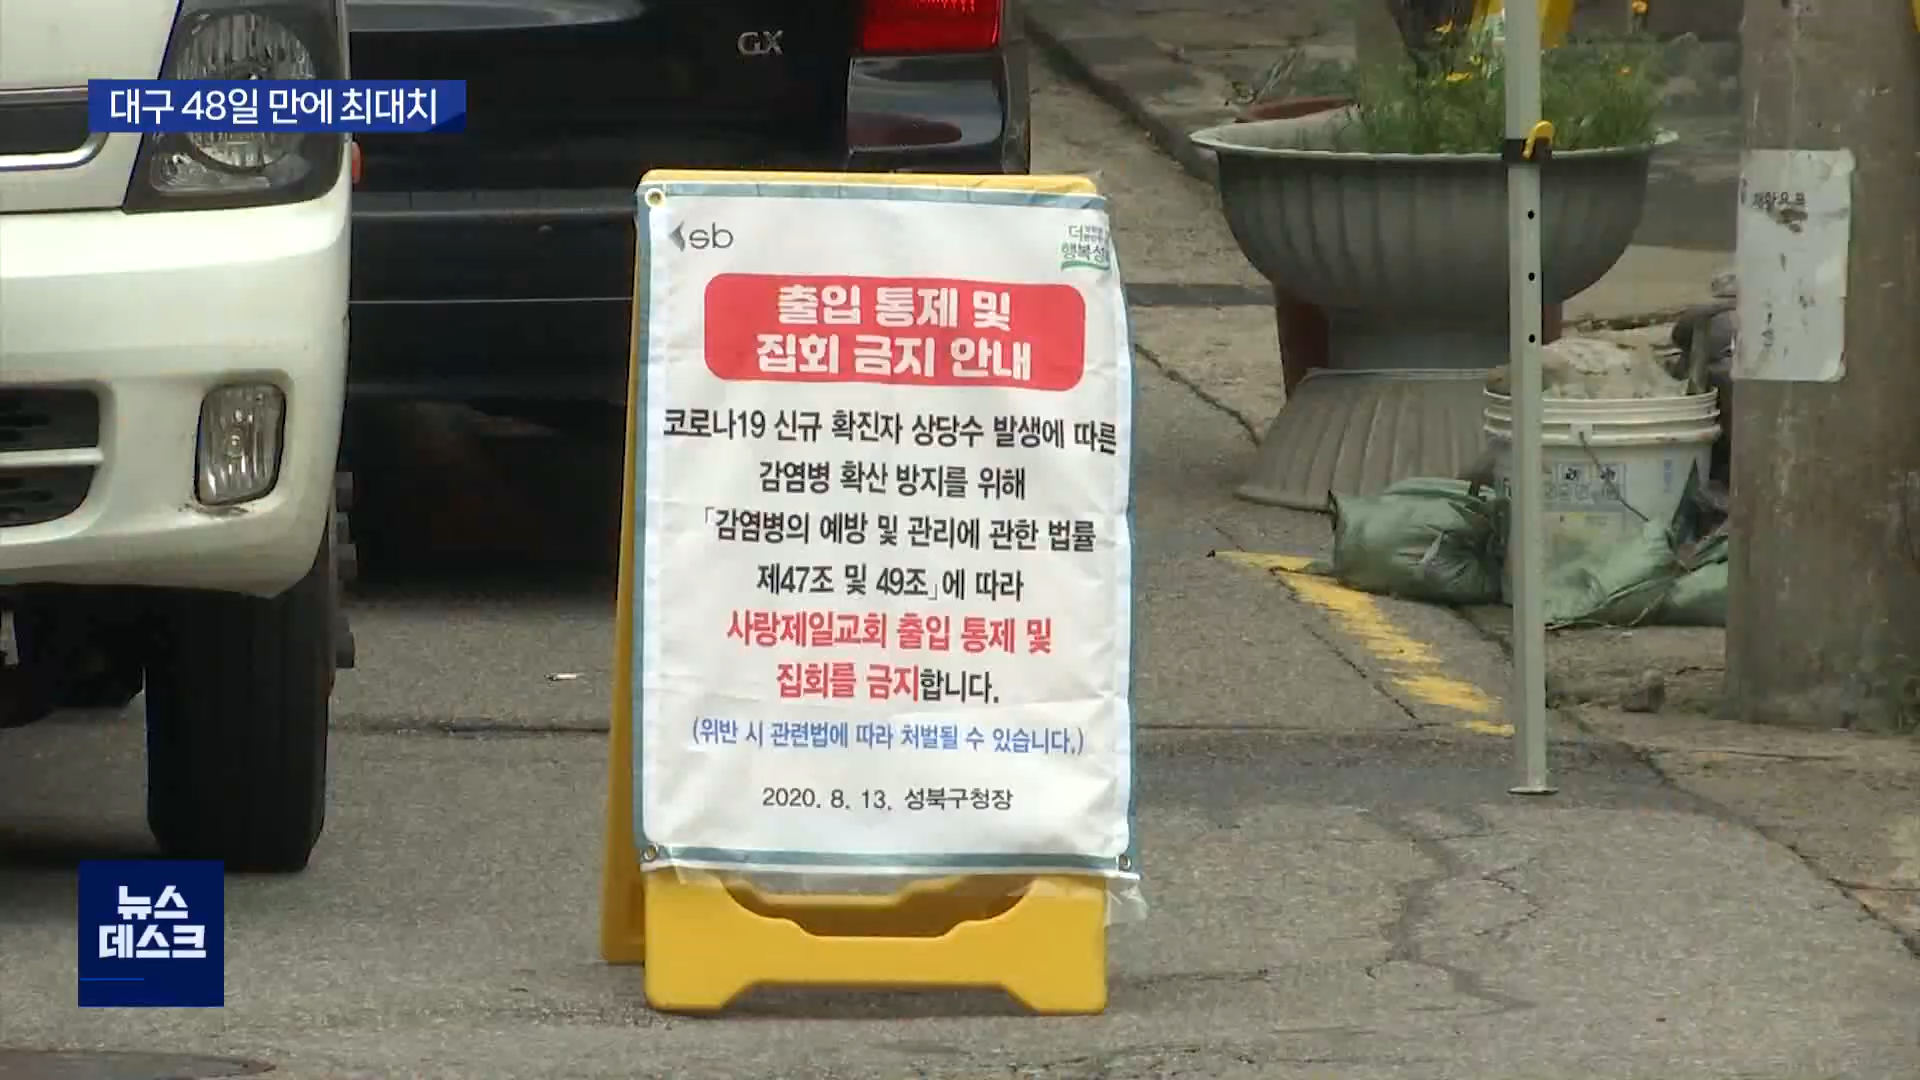 GX
대구 48일 만에 최대치
sb
더
행복성
출입 통제 및
집회 금지 안내
코로나19 신규 확진자 상당수 발생에 따른
감염병 확산 방지를 위해
「감염병의 예방 및 관리에 관한 법률
제47조 및 49조」에 따라
사랑제일교회 출입 통제 및
집회를 금지합니다.
(위반 시 관련법에 따라 처벌될 수 있습니다.)
2020. 8. 13. 성북구청장
뉴스
데스크